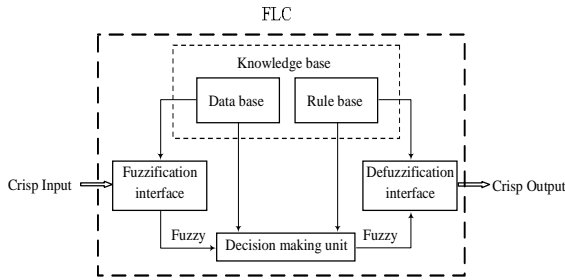 FLC
Knowledge base
Data base
Rule base
Fuzzification
interface
Defuzzification
interface
Crisp Input
Crisp Output
Fuzzy
Decision making unit
Fuzzy